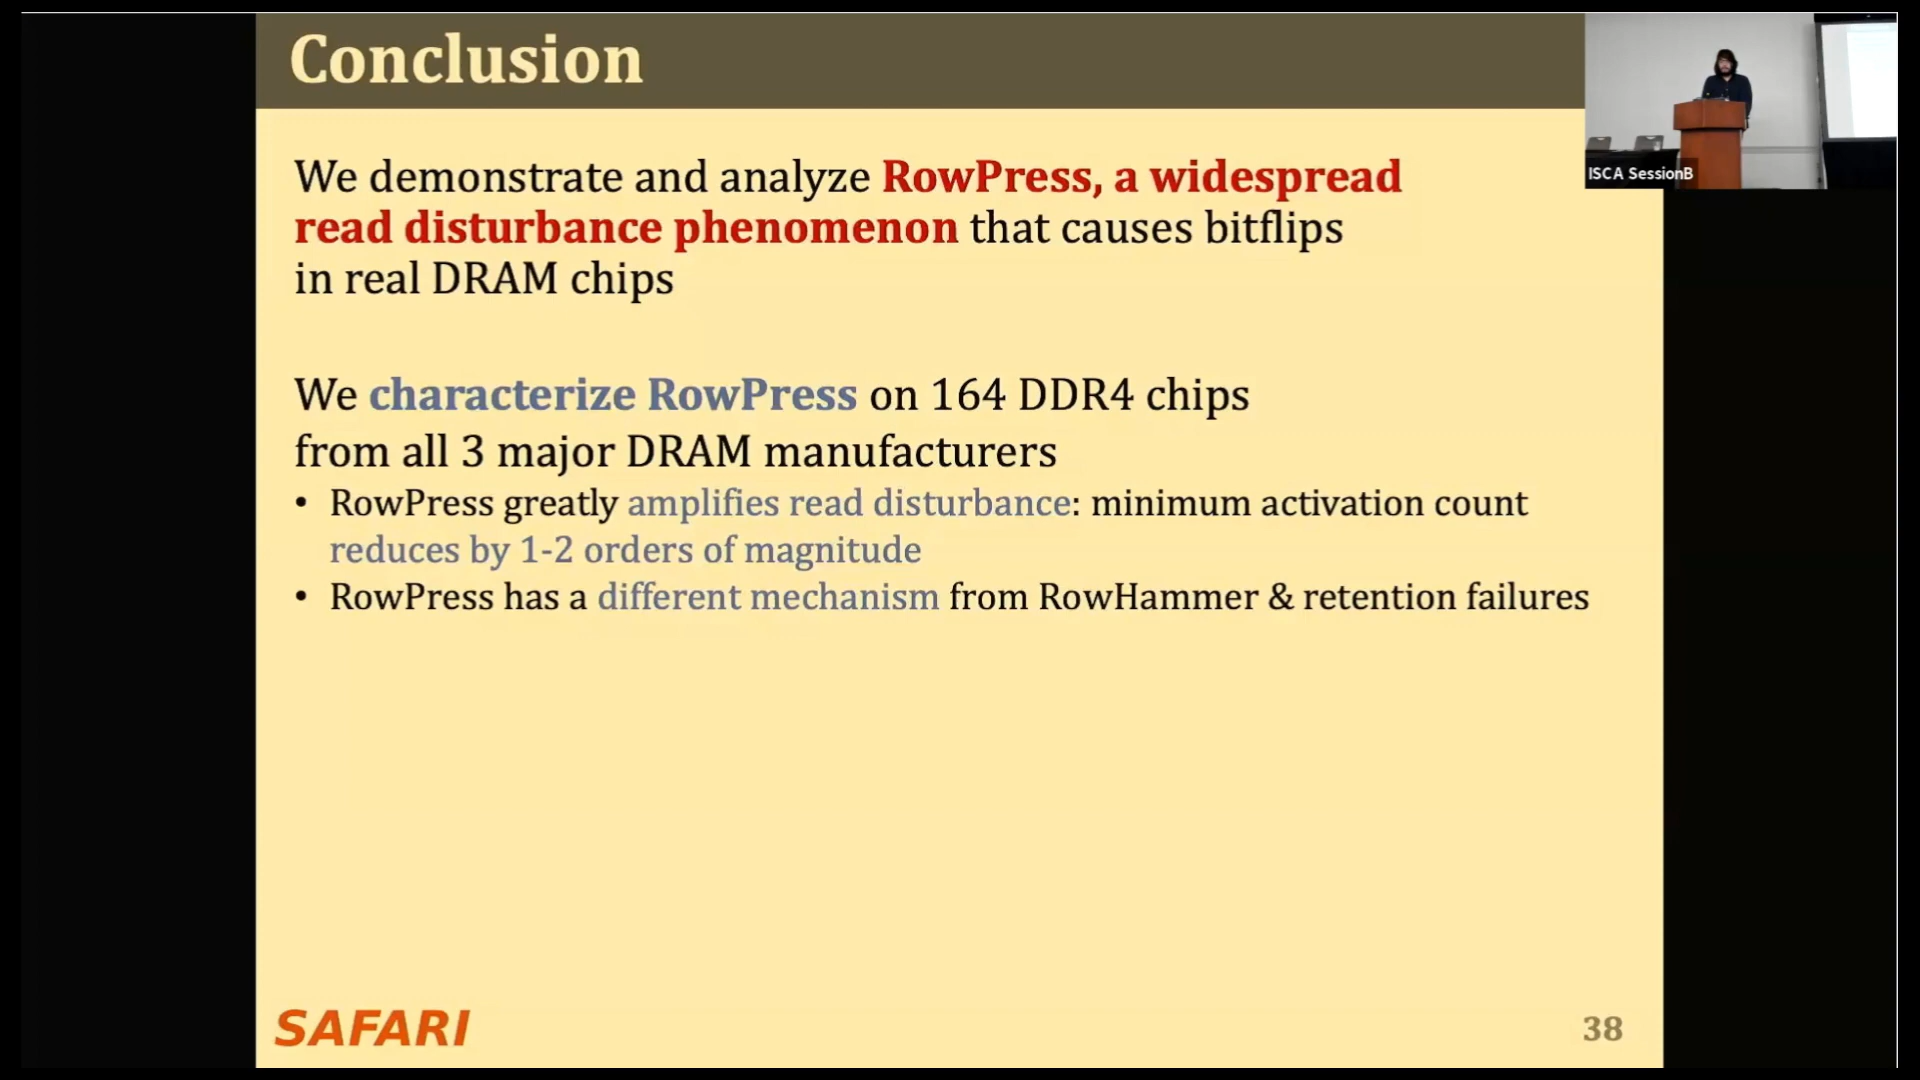 Conclusion
We demonstrate and analyze RowPress, a widespread
read disturbance phenomenon that causes bitflips
in real DRAM chips
We characterize RowPress on 164 DDR4 chips
from all 3 major DRAM manufacturers
• RowPress greatly amplifies read disturbance: minimum activation count
reduces by 1-2 orders of magnitude
• RowPress has a different mechanism from RowHammer & retention failures
SAFARI
38
ISCA SessionB